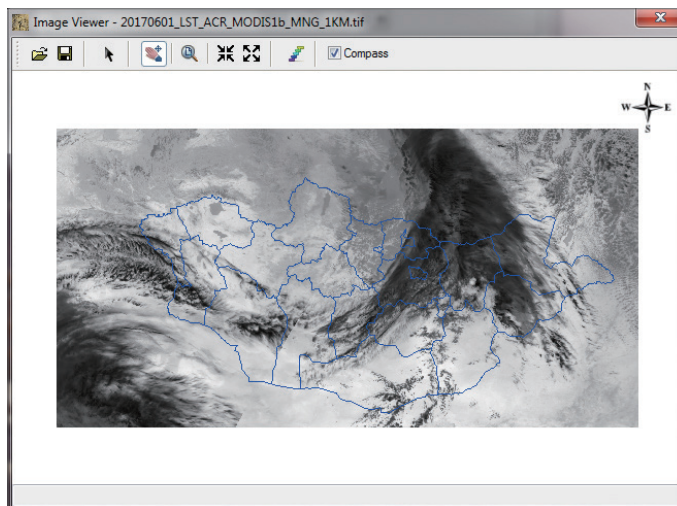 Image Viewer - 20170601_LST_ACR_MODIS1b_MNG_1KM.tif
Compass
N
W E
S